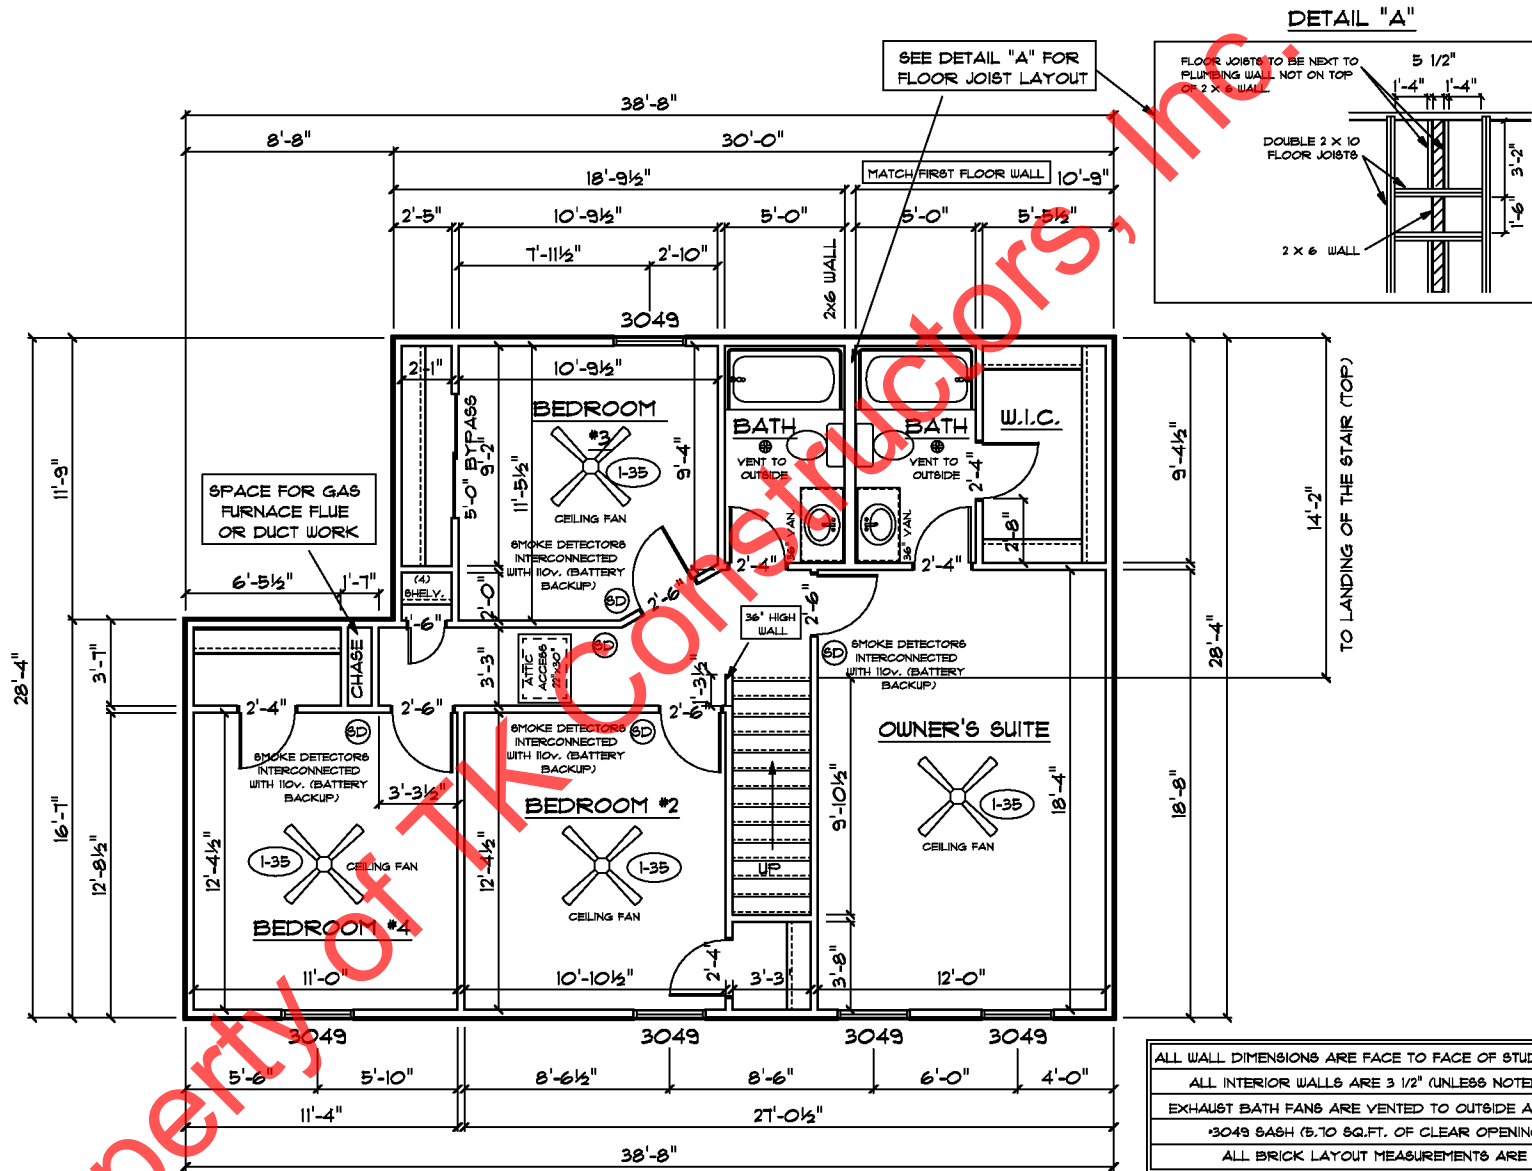 DETAIL "A"
SEE DETAIL "A" FOR
FLOOR JOIST LAYOUT
FLOOR JOISTS TO BE NEXT TO
PLUMBING WALL NOT ON TOP
OF 2 X 6 WALL.
5 1/2"
1'-4"
1'-4"
DOUBLE 2 X 10
FLOOR JOISTS
3'-2"
1'-6"
2 X 6 WALL
38'-8"
8'-8"
30'-0"
18'-9½"
MATCH FIRST FLOOR WALL
10'-9"
2'-5"
10'-9½"
5'-0"
5'-0"
5'-5½"
7'-11½"
2'-10"
2x6 WALL
3049
2'-1"
10'-9½"
BEDROOM
#3
1-35
CEILING FAN
SMOKE DETECTORS
INTERCONNECTED
WITH 110v. (BATTERY
BACKUP)
SD
5'-0" BYPASS
9'-2"
11'-5½"
9'-4"
BATH
VENT TO
OUTSIDE
BATH
VENT TO
OUTSIDE
W.I.C.
36" VAN.
36" VAN.
2'-4"
2'-8"
2'-4"
2'-4"
9'-4½"
14'-2"
TO LANDING OF THE STAIR (TOP)
28'-4"
11'-9"
SPACE FOR GAS
FURNACE FLUE
OR DUCT WORK
6'-5½"
1'-7"
(4)
SHELV.
2'-0"
1'-6"
2'-6"
2'-6"
36" HIGH
WALL
SD
SD
SMOKE DETECTORS
INTERCONNECTED
WITH 110v. (BATTERY
BACKUP)
28'-4"
3'-7"
CHASE
3'-3"
ATTIC
ACCESS
22"x30"
1'-3½"
2'-4"
2'-6"
2'-6"
SD
SMOKE DETECTORS
INTERCONNECTED
WITH 110v. (BATTERY
BACKUP)
SMOKE DETECTORS
INTERCONNECTED
WITH 110v. (BATTERY
BACKUP)
SD
OWNER'S SUITE
1-35
CEILING FAN
18'-4"
18'-8"
16'-7"
12'-8½"
3'-3½"
BEDROOM #2
9'-10½"
UP
12'-4½"
1-35
CEILING FAN
BEDROOM #4
12'-4½"
1-35
CEILING FAN
2'-4"
3'-8"
11'-0"
10'-10½"
3'-3"
12'-0"
3049
3049
3049
3049
5'-6"
5'-10"
8'-6½"
8'-6"
6'-0"
4'-0"
11'-4"
27'-0½"
38'-8"
ALL WALL DIMENSIONS ARE FACE TO FACE OF STUD
ALL INTERIOR WALLS ARE 3 1/2" (UNLESS NOTE
EXHAUST BATH FANS ARE VENTED TO OUTSIDE A
*3049 SASH (5.70 SQ.FT. OF CLEAR OPENING
ALL BRICK LAYOUT MEASUREMENTS ARE
perty of TK Constructors, Inc.